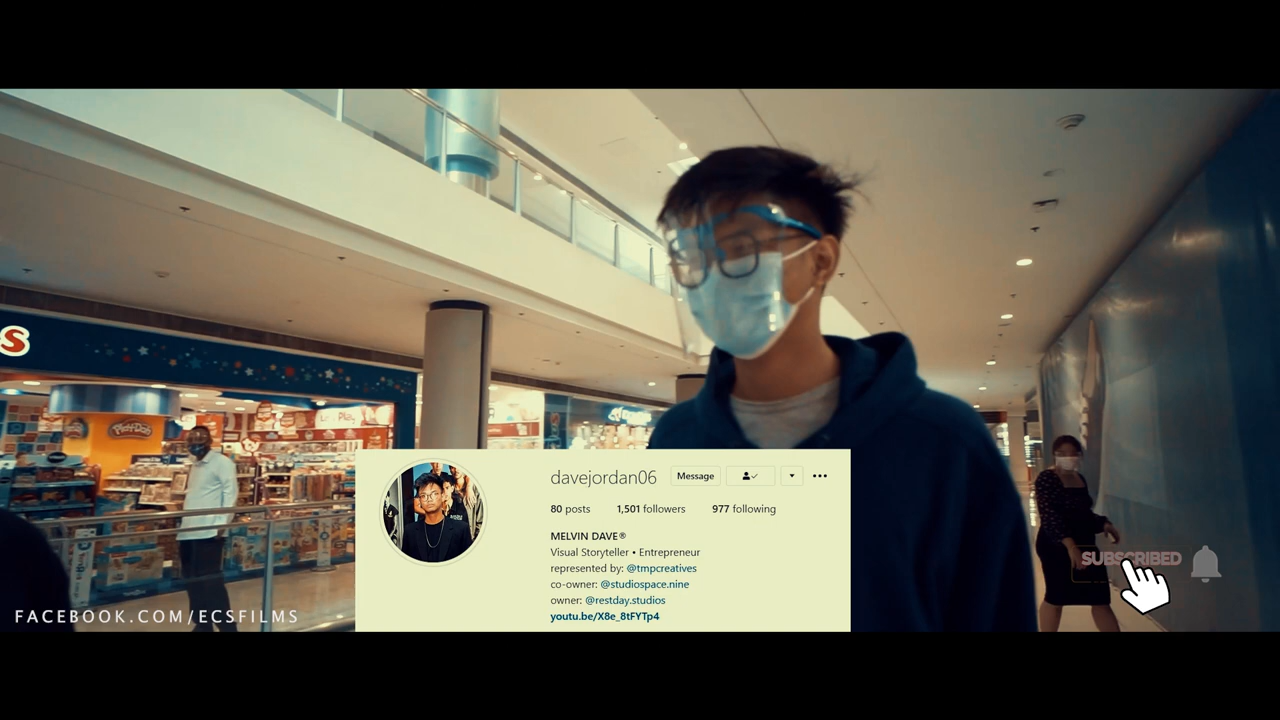 S
Play-Doh
davejordan06 Message
80 posts 1,501 followers 977 following
MELVIN DAVE®
Visual Storyteller • Entrepreneur
represented by: @tmpcreatives
co-owner: @studiospace.nine
owner: @restday.studios
youtu.be/X8e_8tFYTp4
SUBSCRIBED
FACEBOOK.COM/ECSFILMS